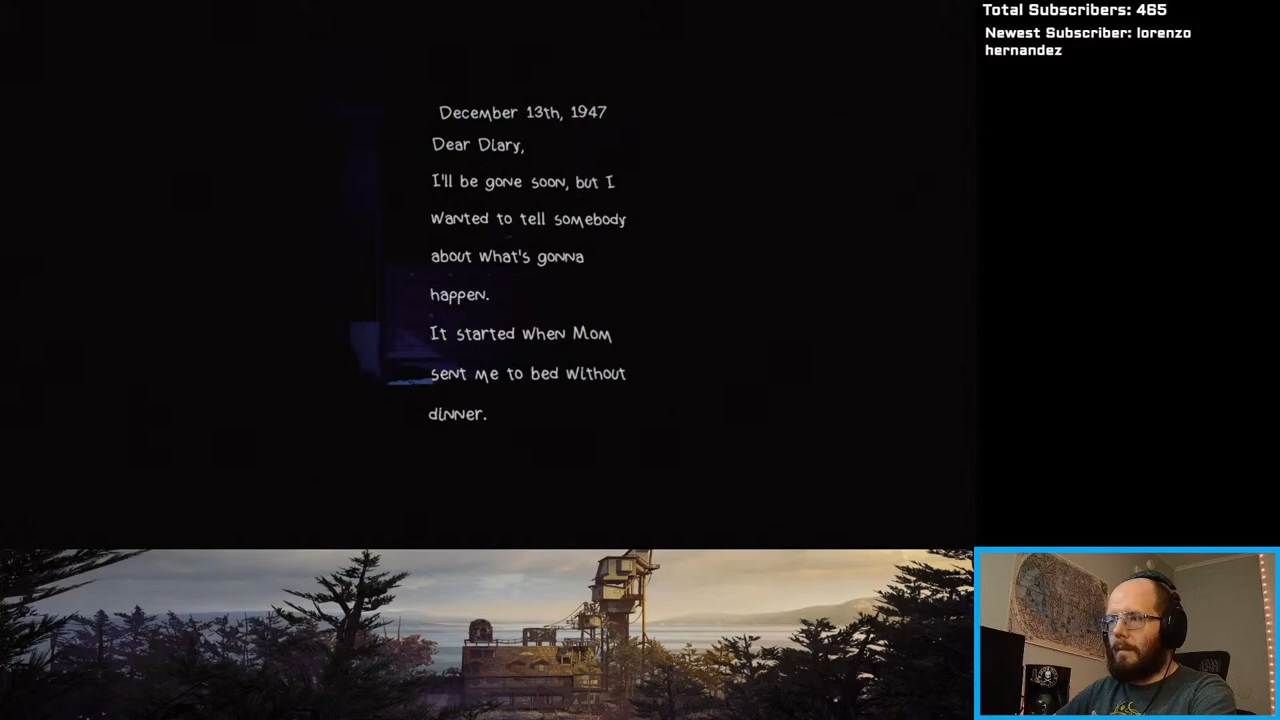 Total Subscribers: 465
Newest Subscriber: lorenzo
hernandez
December 13th, 1947
Dear Diary,
I'll be gone soon, but I
wanted to tell somebody
about what's gonna
happen.
It started when Mom
sent me to bed without
dinner.